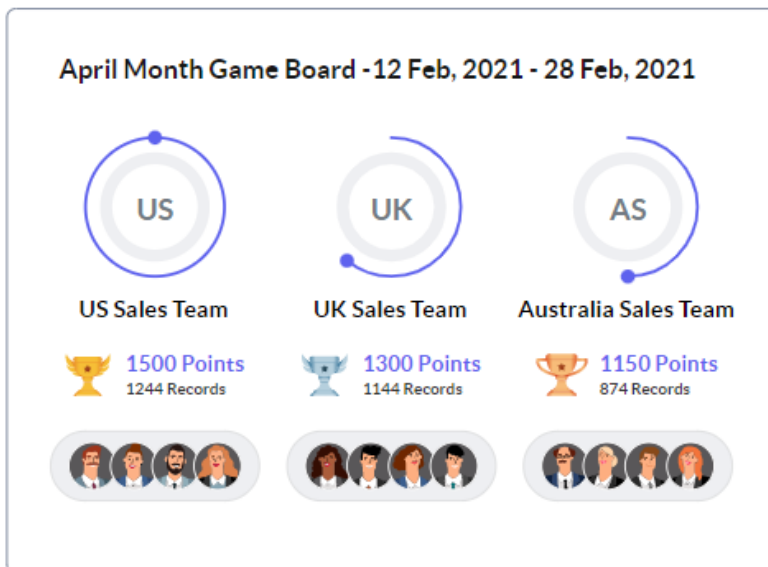 April Month Game Board -12 Feb, 2021 - 28 Feb, 2021
US
UK
AS
US Sales Team
UK Sales Team
Australia Sales Team
1500 Points
1244 Records
1300 Points
1144 Records
1150 Points
874 Records